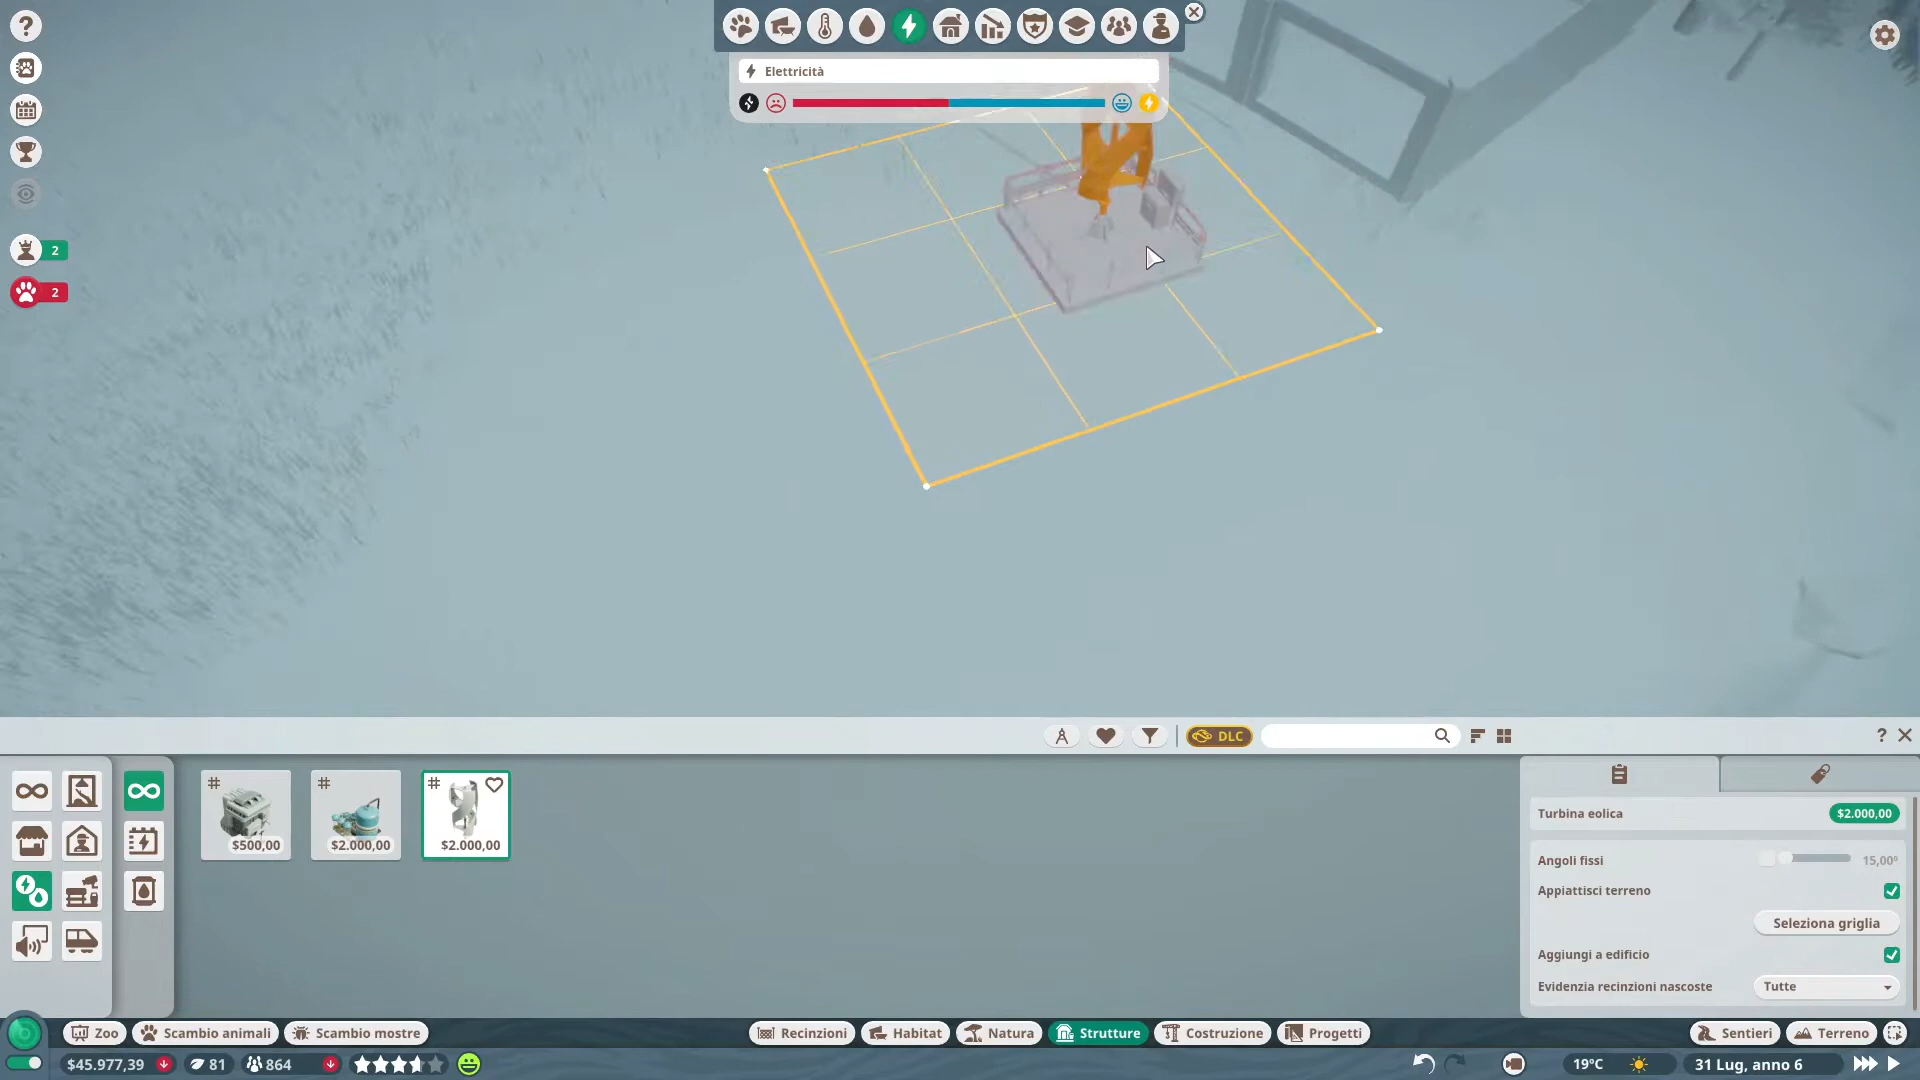 Elettricità
2
2
DLC
$500,00
$2.000,00
$2.000,00
Turbina eolica
$2.000,00
Angoli fissi
15,00°
Appiattisci terreno
Seleziona griglia
Aggiungi a edificio
Evidenzia recinzioni nascoste
Tutte
Zoo
Scambio animali
Scambio mostre
Recinzioni
Habitat
Natura
Strutture
Costruzione
Progetti
Sentieri
Terreno
$45.977,39
81
864
19°C
31 Lug, anno 6